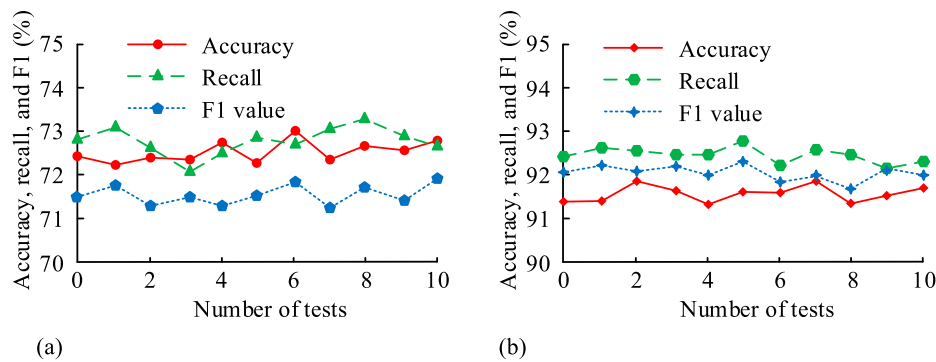 Accuracy, recall, and F1 (%)
75
74
73
72
71
70
Accuracy
Recall
F1 value
0 2 4 6 8 10
Number of tests
(a)
Accuracy, recall, and F1 (%)
95
94
93
92
91
90
Accuracy
Recall
F1 value
0 2 4 6 8 10
Number of tests
(b)